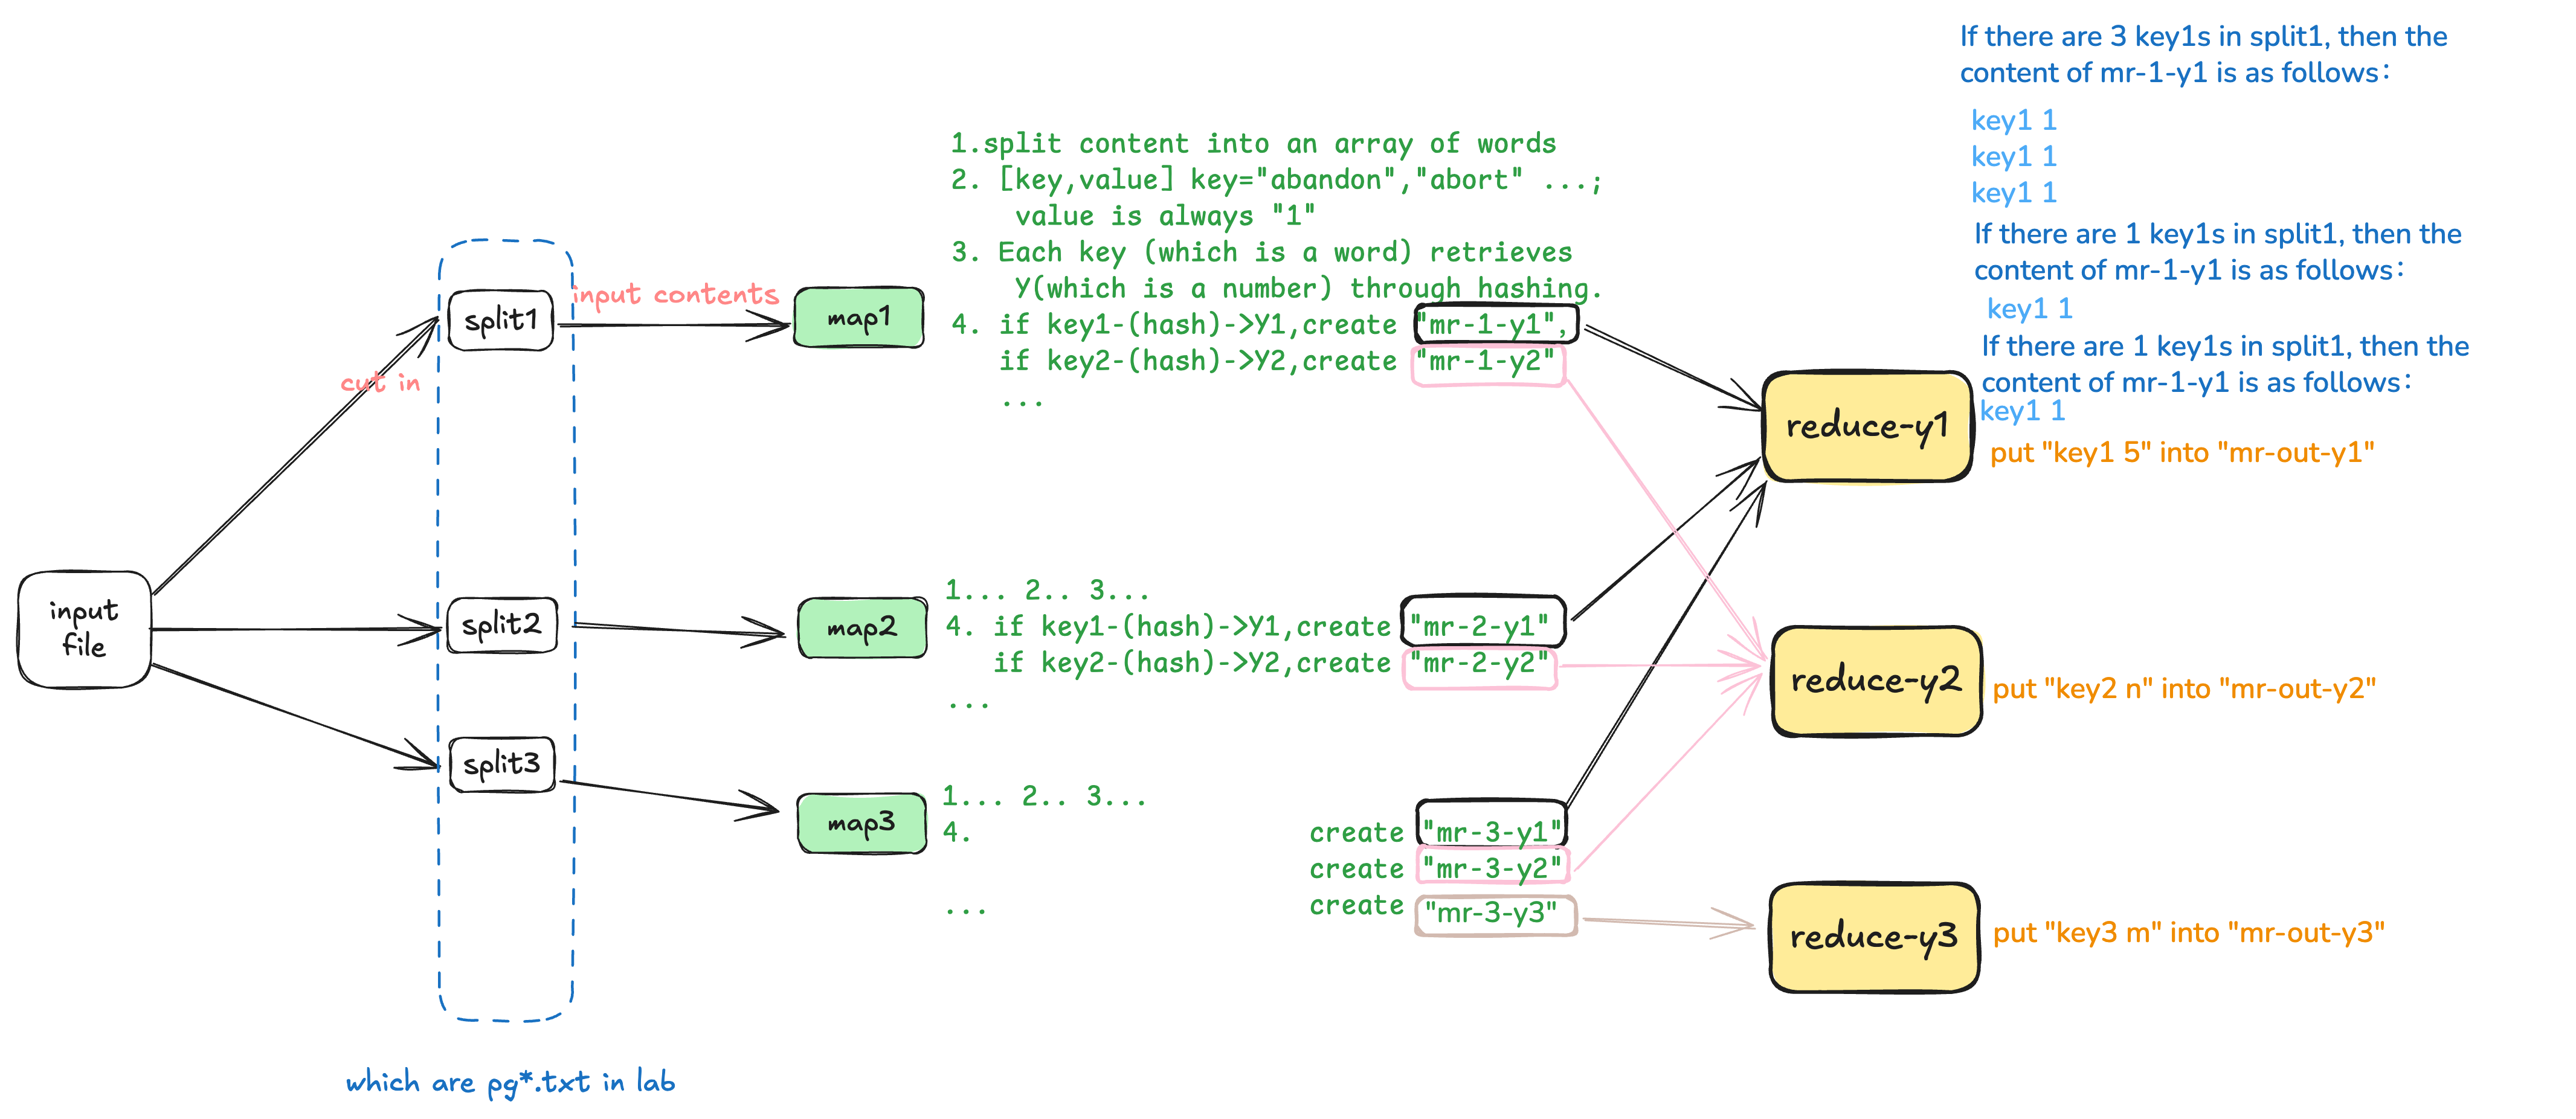 input
file
cut in
split1
split2
split3
which are pg*.txt in lab
input contents
map1
1.split content into an array of words
2. [key,value] key="abandon","abort" ...;
value is always "1"
3. Each key (which is a word) retrieves
Y(which is a number) through hashing.
4. if key1-(hash)->Y1,create "mr-1-y1",
if key2-(hash)->Y2,create "mr-1-y2"
...
map2
1... 2.. 3...
4. if key1-(hash)->Y1,create "mr-2-y1"
if key2-(hash)->Y2,create "mr-2-y2"
...
map3
1... 2.. 3...
4. create "mr-3-y1"
create "mr-3-y2"
... create "mr-3-y3"
If there are 3 key1s in split1, then the
content of mr-1-y1 is as follows：
key1 1
key1 1
key1 1
If there are 1 key1s in split1, then the
content of mr-1-y1 is as follows：
key1 1
If there are 1 key1s in split1, then the
content of mr-1-y1 is as follows：
key1 1
reduce-y1
put "key1 5" into "mr-out-y1"
reduce-y2
put "key2 n" into "mr-out-y2"
reduce-y3
put "key3 m" into "mr-out-y3"